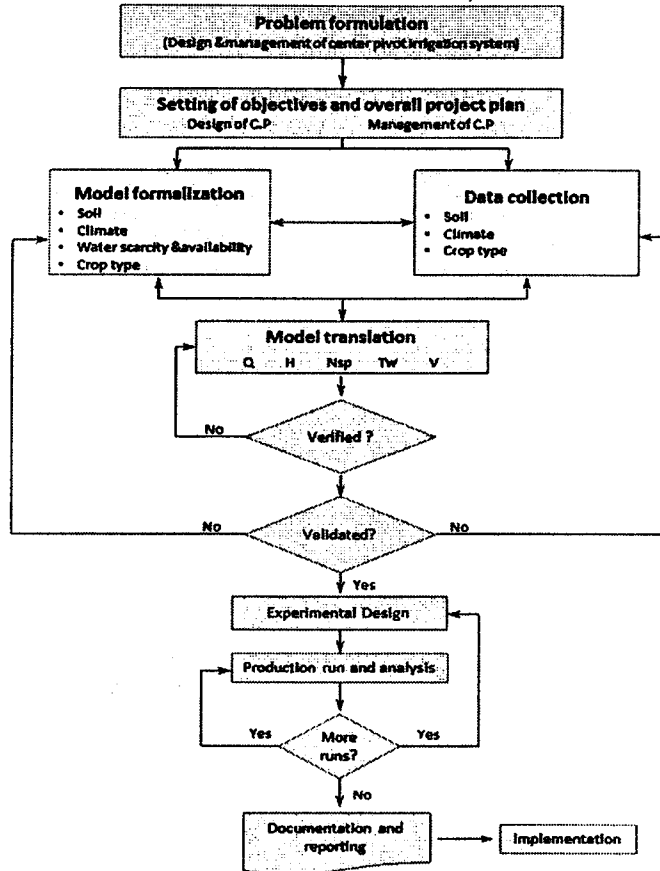 Problem formulation
(Design & management of center pivot irrigation system)
Setting of objectives and overall project plan
Design of C.P Management of C.P
Model formalization
• Soil
• Climate
• Water scarcity & availability
• Crop type
Data collection
• Soil
• Climate
• Crop type
Model translation
Q H Nsp Tw V
No
Verified ?
No
Validated?
No
Yes
Experimental Design
Production run and analysis
Yes
More
runs?
Yes
No
Documentation and
reporting
Implementation